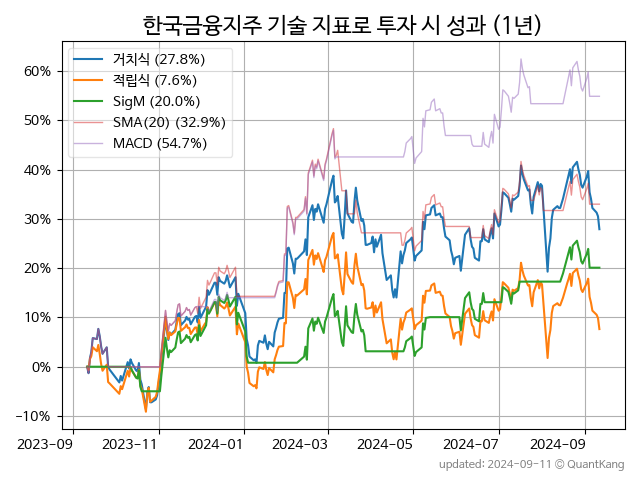 한국금융지주 기술 지표로 투자 시 성과 (1년)
거치식 (27.8%)
적립식 (7.6%)
SigM (20.0%)
SMA(20) (32.9%)
MACD (54.7%)
60%
50%
40%
30%
20%
10%
0%
−10%
2023-09 2023-11 2024-01 2024-03 2024-05 2024-07 2024-09
updated: 2024-09-11 © QuantKang